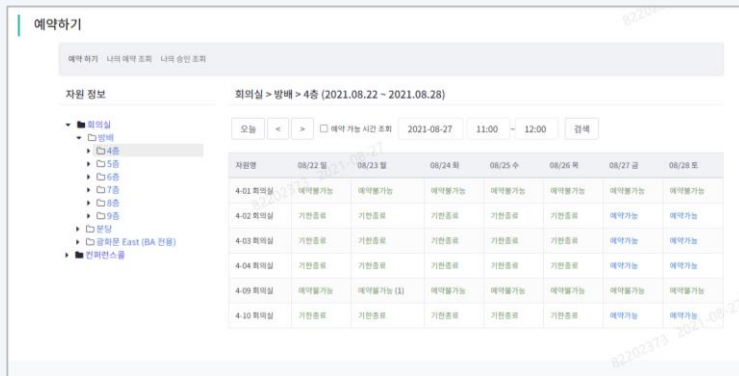 예약하기
예약 하기 나의 예약 조회 나의 승인 조회
자원 정보
회의실
방배
4층
5층
6층
7층
8층
9층
분당
광화문 East (BA 전용)
컨퍼런스콜
회의실 > 방배 > 4층 (2021.08.22 ~ 2021.08.28)
오늘 < > 예약 가능 시간 조회 2021-08-27 11:00 ~ 12:00 검색
자원명 08/22 일 08/23 월 08/24 화 08/25 수 08/26 목 08/27 금 08/28 토
4-01 회의실 예약불가능 예약불가능 예약불가능 예약불가능 예약불가능 예약불가능 예약불가능
4-02 회의실 기한종료 기한종료 기한종료 기한종료 기한종료 예약가능 예약가능
4-03 회의실 기한종료 기한종료 기한종료 기한종료 기한종료 예약가능 예약가능
4-04 회의실 기한종료 기한종료 기한종료 기한종료 기한종료 예약가능 예약가능
4-09 회의실 예약불가능 예약불가능 (1) 예약불가능 예약불가능 예약불가능 예약불가능 예약불가능
4-10 회의실 기한종료 기한종료 기한종료 기한종료 기한종료 예약가능 예약가능
82202373 2021-08-27
82202373 2021-08-27